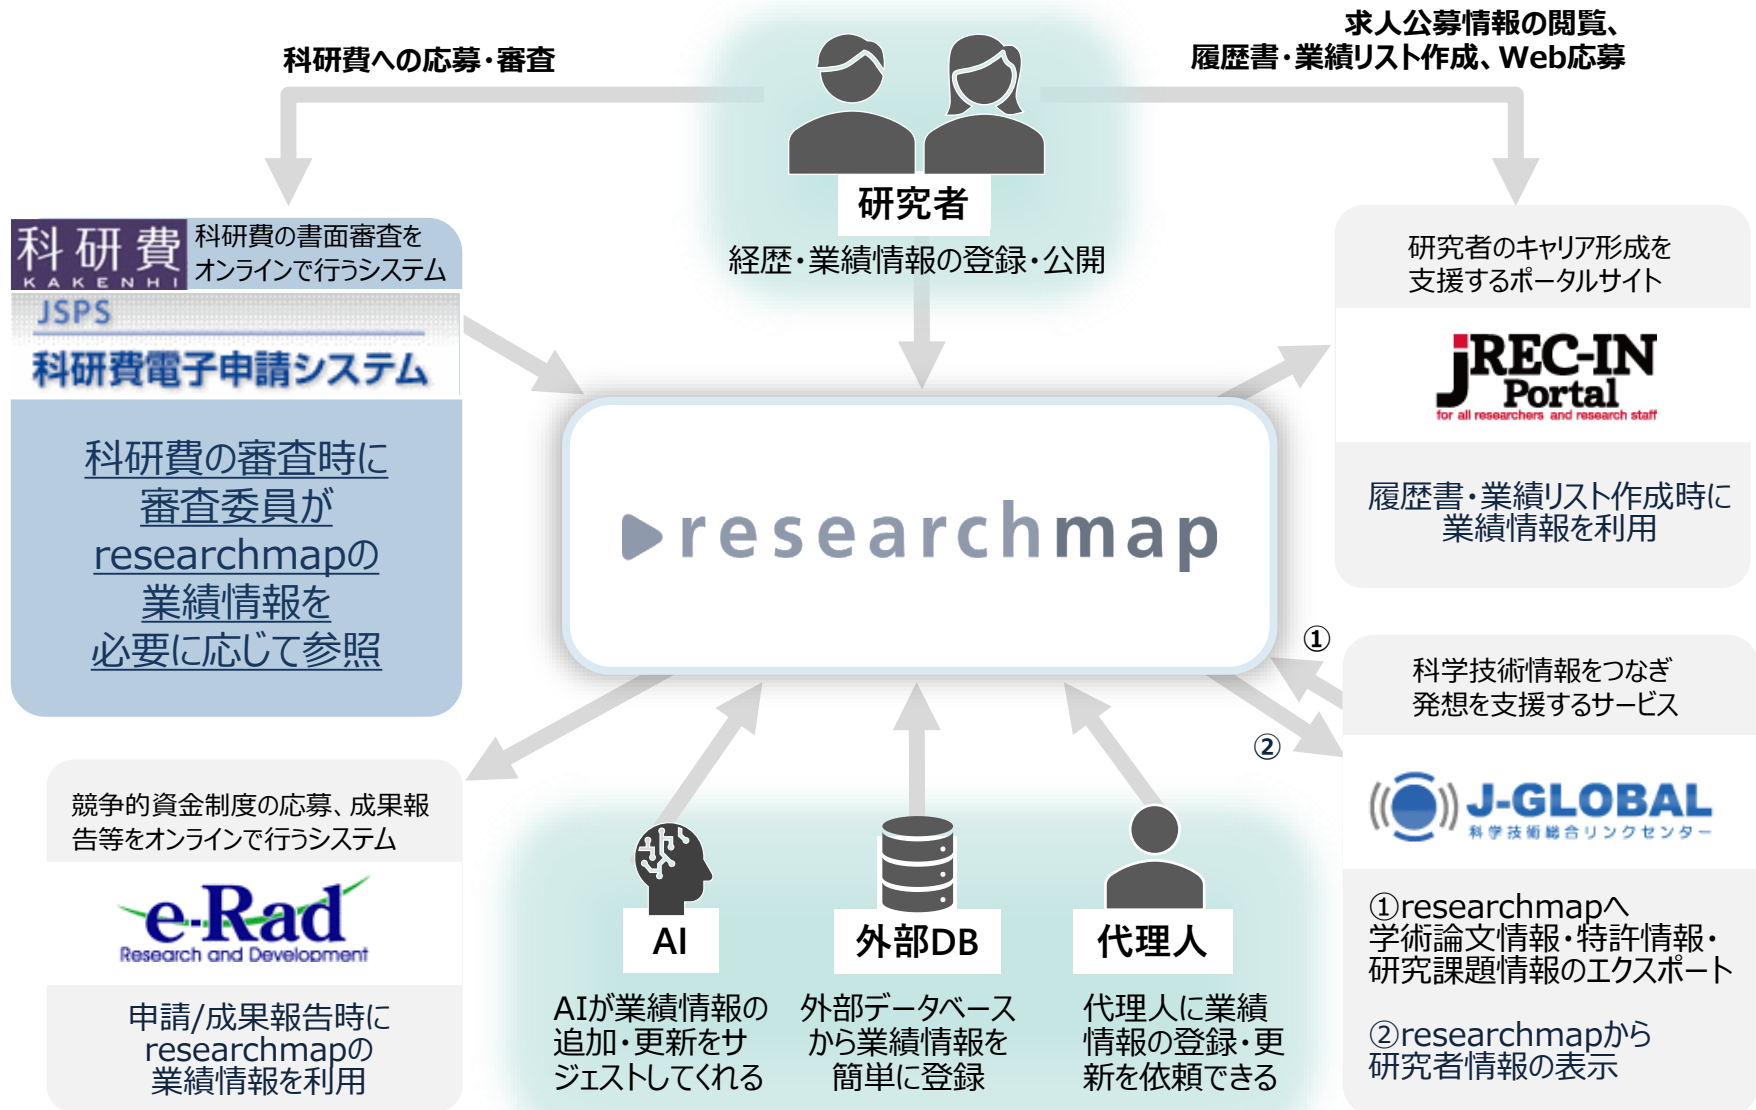 科研費への応募・審査
求人公募情報の閲覧、
履歴書・業績リスト作成、Web応募
研究者
経歴・業績情報の登録・公開
科研費
KAKENHI
科研費の書面審査を
オンラインで行うシステム
JSPS
科研費電子申請システム
科研費の審査時に
審査委員が
researchmapの
業績情報を
必要に応じて参照
研究者のキャリア形成を
支援するポータルサイト
jREC-IN
Portal
for all researchers and research staff
履歴書・業績リスト作成時に
業績情報を利用
researchmap
①
②
科学技術情報をつなぎ
発想を支援するサービス
J-GLOBAL
科学技術総合リンクセンター
①researchmapへ
学術論文情報・特許情報・
研究課題情報のエクスポート
②researchmapから
研究者情報の表示
競争的資金制度の応募、成果報
告等をオンラインで行うシステム
e-Rad
Research and Development
申請/成果報告時に
researchmapの
業績情報を利用
AI
AIが業績情報の
追加・更新をサ
ジェストしてくれる
外部DB
外部データベース
から業績情報を
簡単に登録
代理人
代理人に業績
情報の登録・更
新を依頼できる